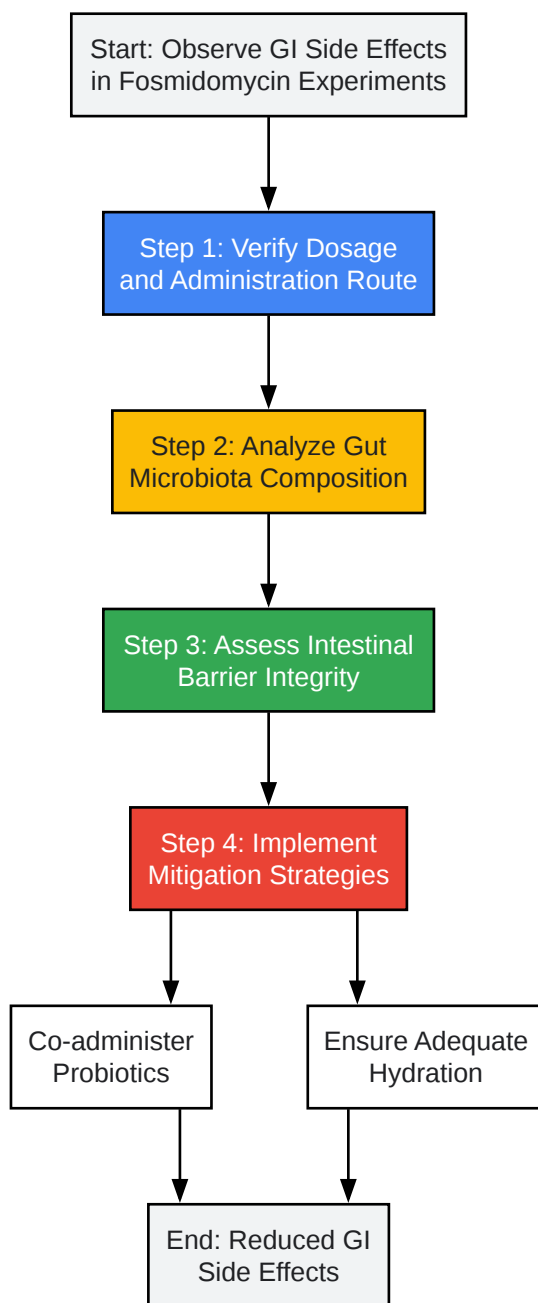 Start: Observe GI Side Effects
in Fosmidomycin Experiments
Step 1: Verify Dosage
and Administration Route
Step 2: Analyze Gut
Microbiota Composition
Step 3: Assess Intestinal
Barrier Integrity
Step 4: Implement
Mitigation Strategies
Co-administer
Probiotics
Ensure Adequate
Hydration
End: Reduced GI
Side Effects